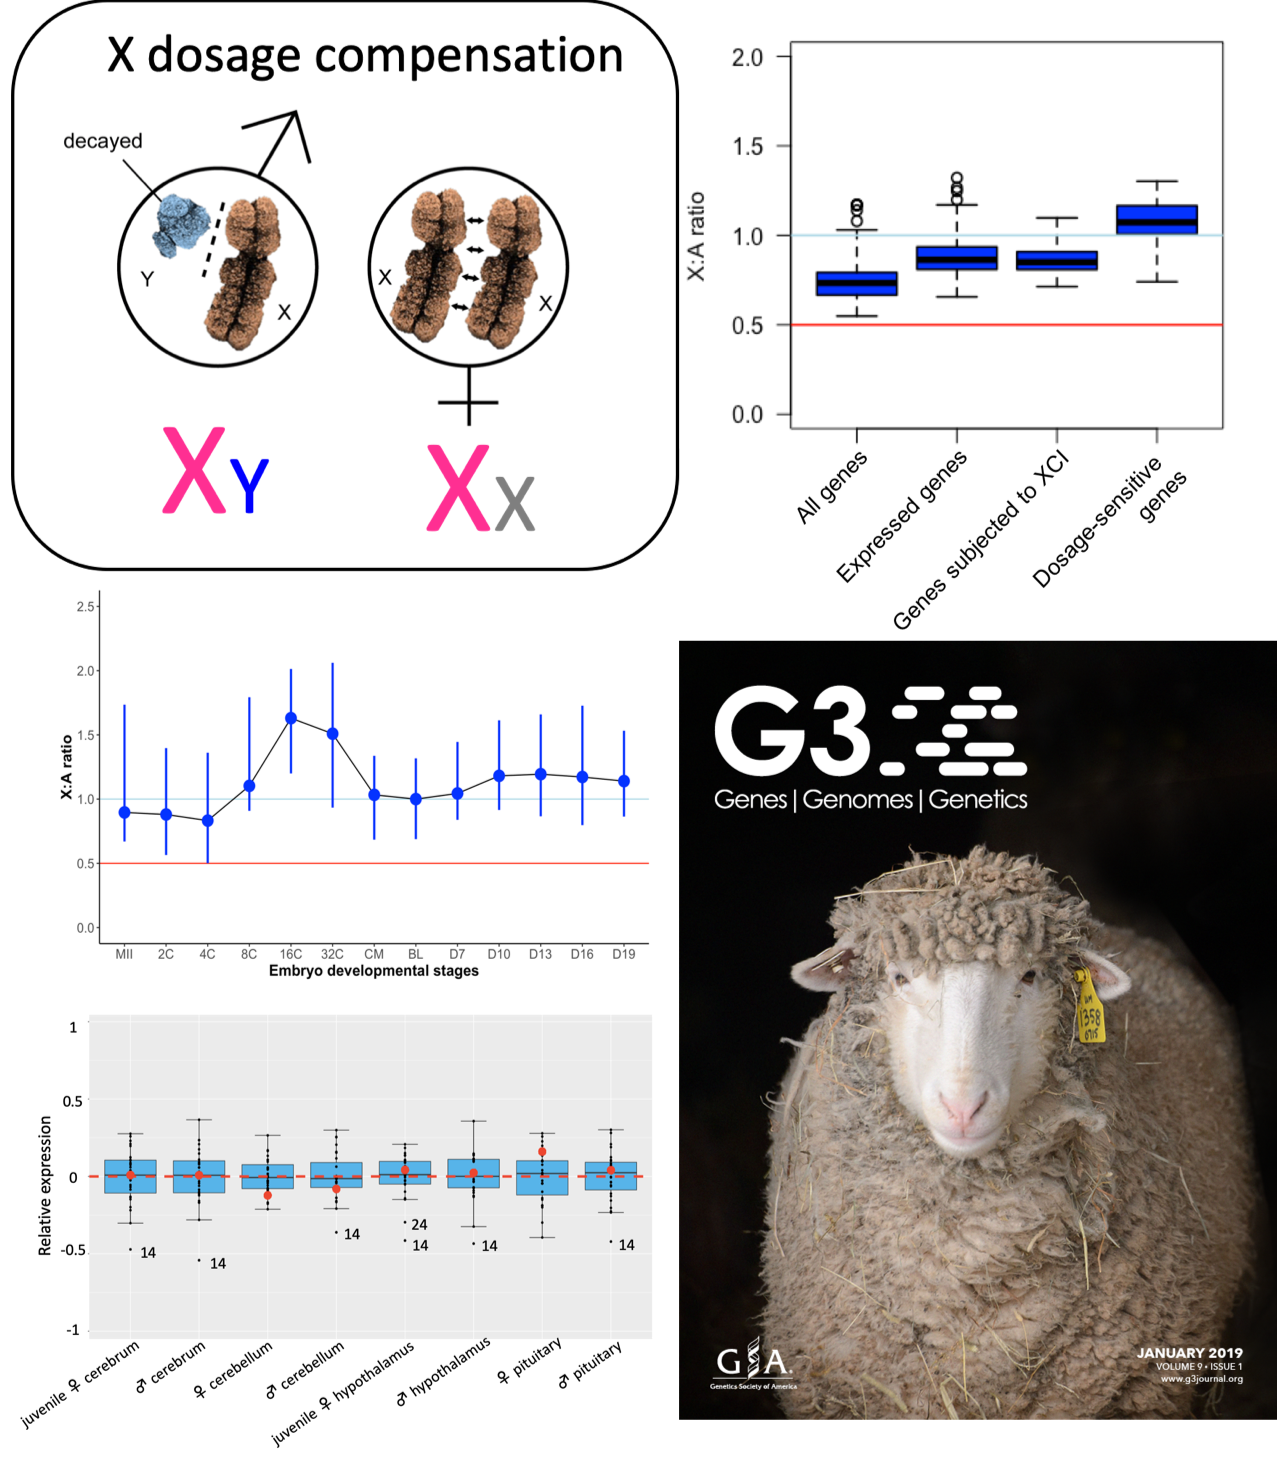 X dosage compensation
decayed
Y
X
X
X
XY
XX
X:A ratio
2.0
1.5
1.0
0.5
0.0
All genes
Expressed genes
Genes subjected to XCI
Dosage-sensitive
genes
X:A ratio
2.5
2.0
1.5
1.0
0.5
0.0
MII 2C 4C 8C 16C 32C CM BL D7 D10 D13 D16 D19
Embryo developmental stages
Relative expression
1
0.5
0
-0.5
-1
14
14
14
24
14
14
14
juvenile ♀ cerebrum
♂ cerebrum
♀ cerebellum
♂ cerebellum
juvenile ♀ hypothalamus
♂ hypothalamus
♀ pituitary
♂ pituitary
G3
Genes | Genomes | Genetics
1358
0715
GSA.
Genetics Society of America
JANUARY 2019
VOLUME 9 • ISSUE 1
www.g3journal.org